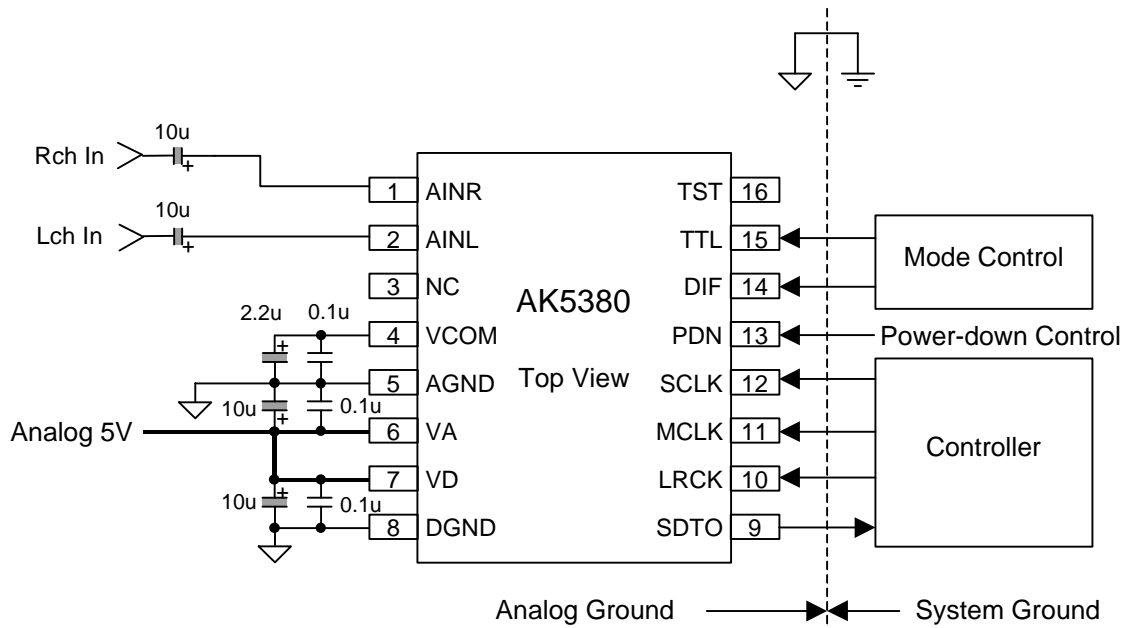 10u
Rch In
10u
Lch In
1 AINR
2 AINL
3 NC
2.2u 0.1u
4 VCOM
5 AGND
10u 0.1u
Analog 5V
6 VA
7 VD
10u 0.1u
8 DGND
AK5380
Top View
TST 16
TTL 15
DIF 14
PDN 13
SCLK 12
MCLK 11
LRCK 10
SDTO 9
Mode Control
Power-down Control
Controller
Analog Ground
System Ground